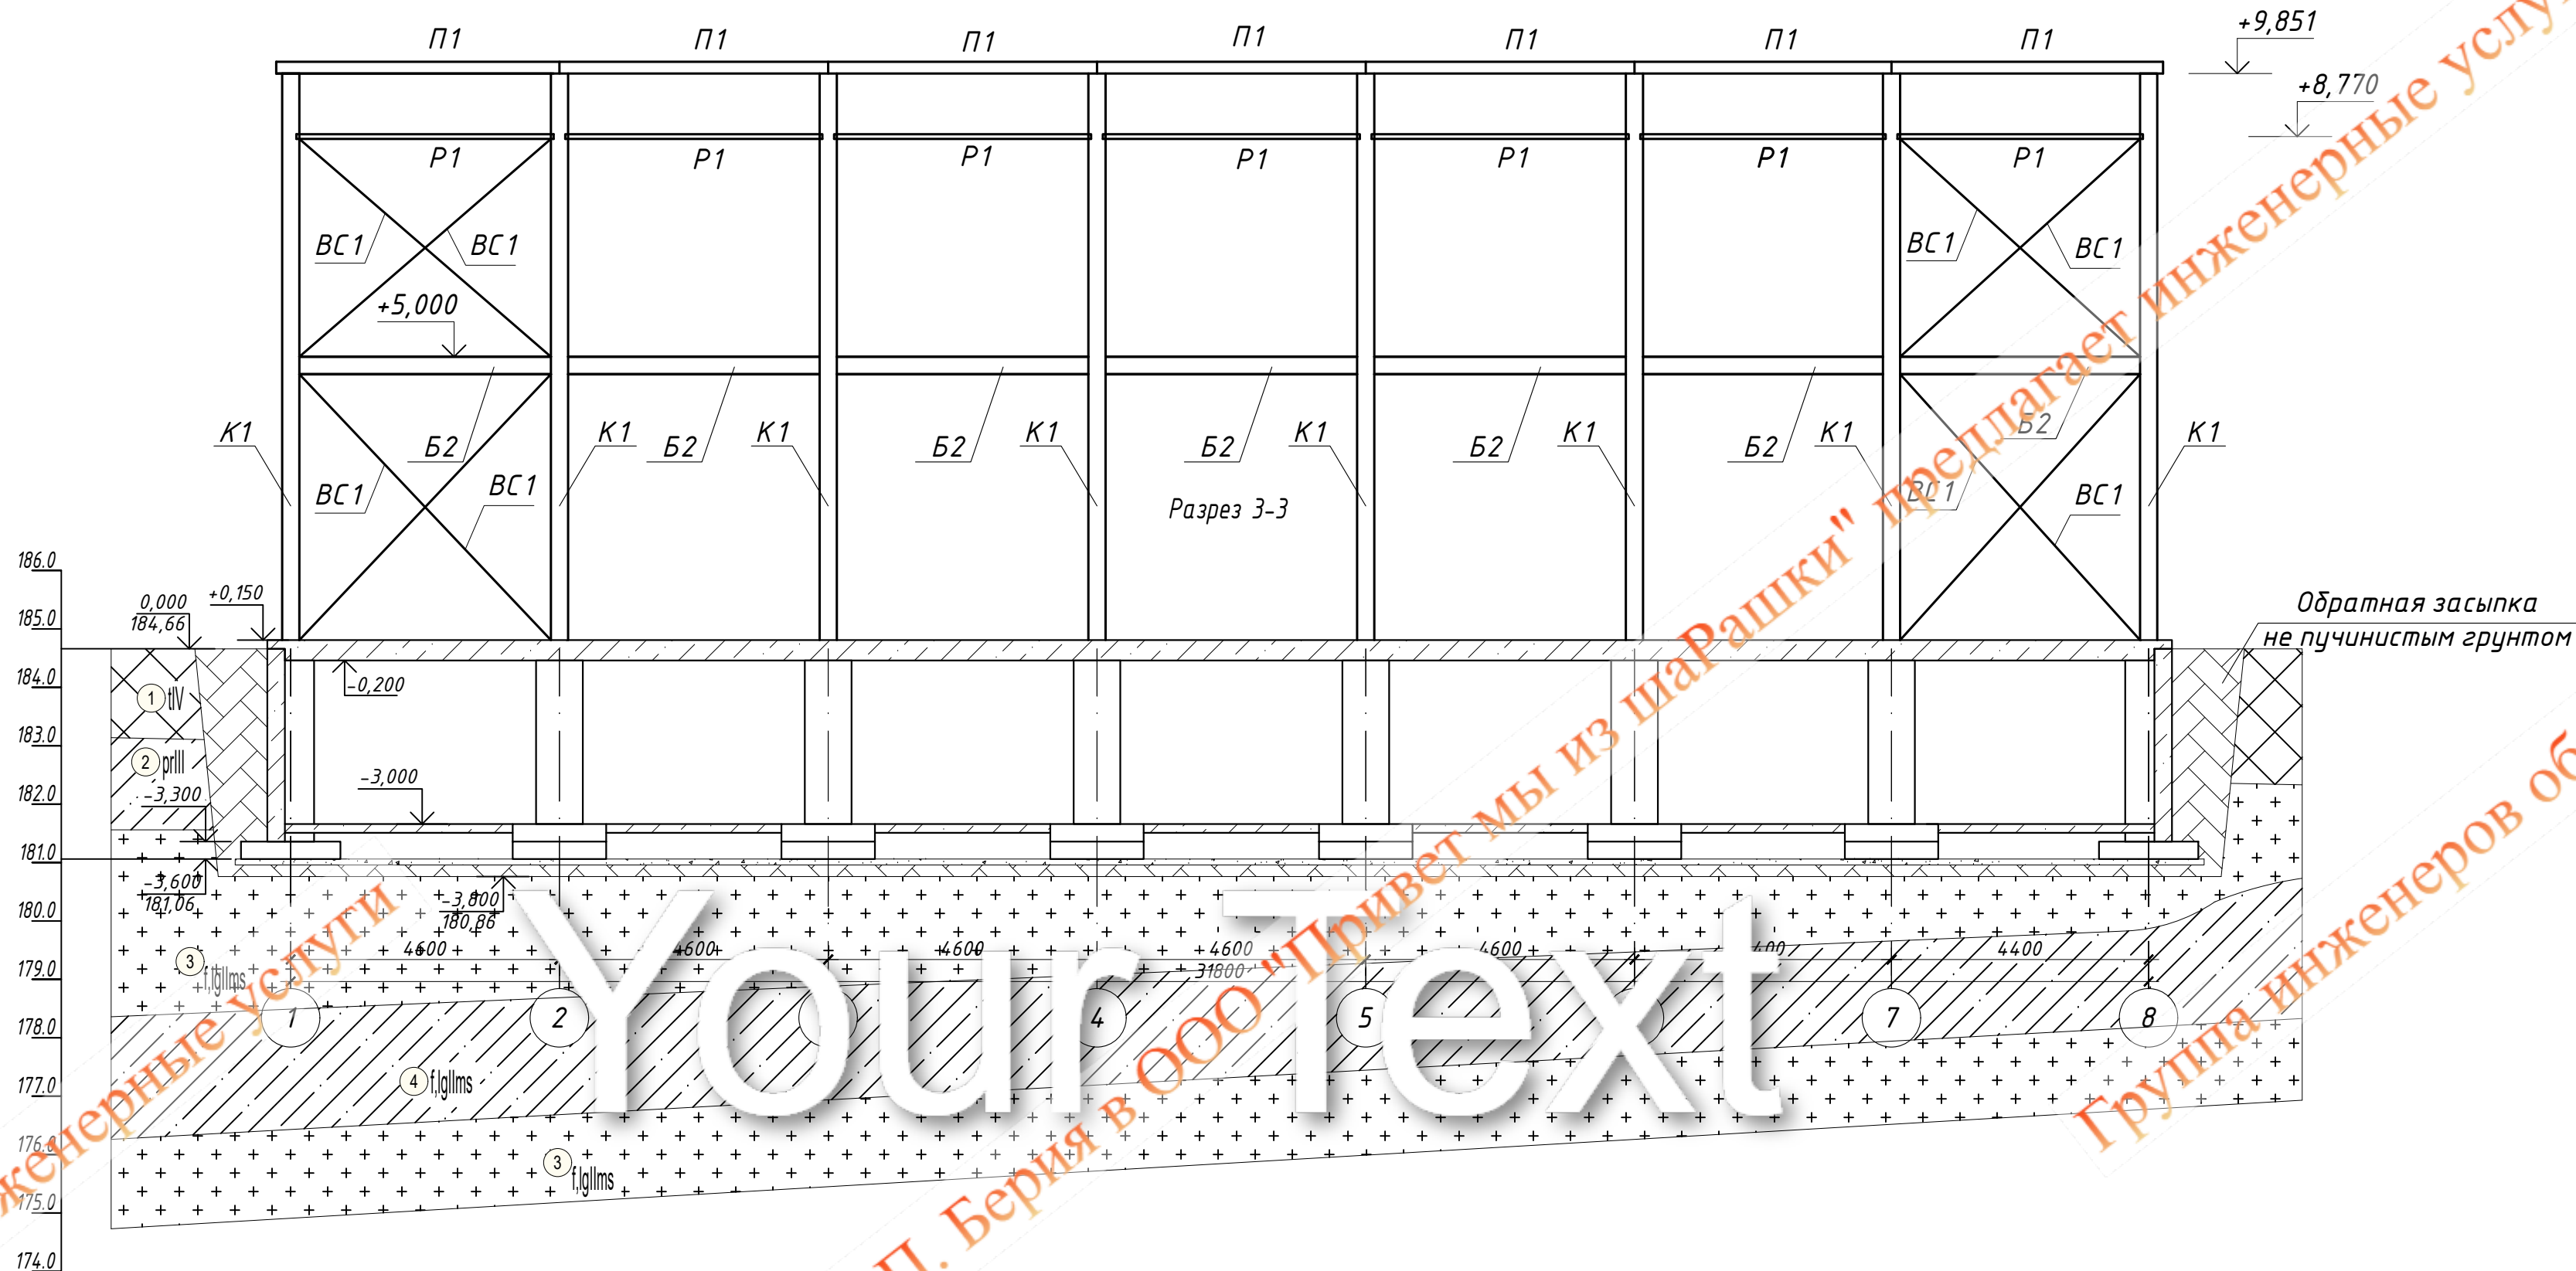 +9,851
П1 П1 П1 П1 П1 П1 П1
+8,770
Р1 Р1 Р1 Р1 Р1 Р1 Р1
ВС1 ВС1 ВС1 ВС1
+5,000
К1 Б2 К1 Б2 К1 Б2 К1 Б2 К1 Б2 К1 Б2 К1 Б2 К1
ВС1 ВС1 ВС1 ВС1
Разрез 3-3
186.0
185.0
184.0
183.0
182.0
181.0
180.0
179.0
178.0
177.0
176.0
175.0
174.0
0,000
184,66
+0,150
Обратная засыпка
не пучинистым грунтом
-0,200
1 tIV
2 prIII
-3,000
-3,300
-3,600
181,06
-3,800
180,86
4600 4600 4600 4600 4600 4400
31800
3 f,lgIIms
1 2 4 5 7 8
4 f,lgIIms
3 f,lgIIms
Your Text
женерные услуги
П. Берия в ООО "Привет мы из шаРашки" предлагает инженерные услу
Группа инженеров об